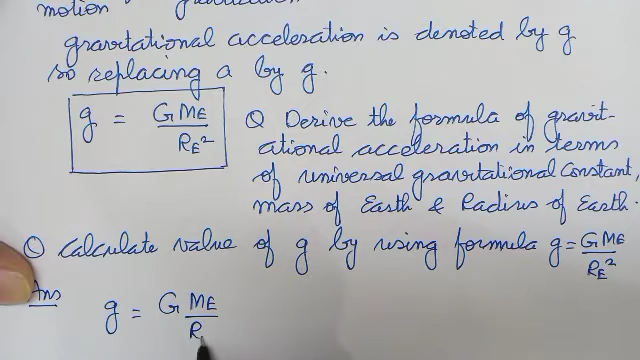 motion
gravitational acceleration is denoted by g
so replacing a by g.
g = GME/RE²
Q Derive the formula of gravit-
ational acceleration in terms
of universal gravitational Constant,
mass of Earth & Radius of Earth.
Q Calculate value of g by using formula g = GME/RE²
Ans
g = G ME/R